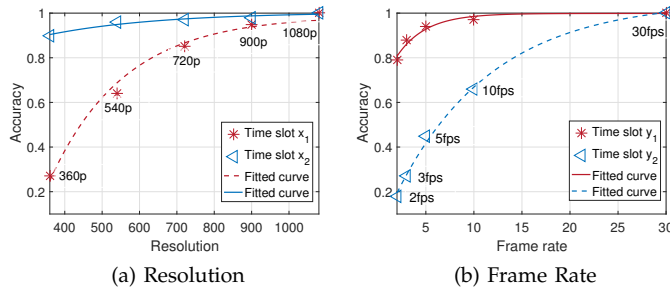 Accuracy
1
0.8
0.6
0.4
0.2
360p
540p
720p
900p
1080p
Time slot x1
Time slot x2
Fitted curve
Fitted curve
400 500 600 700 800 900 1000
Resolution
(a) Resolution
Accuracy
1
0.8
0.6
0.4
0.2
2fps
3fps
5fps
10fps
30fps
Time slot y1
Time slot y2
Fitted curve
Fitted curve
5 10 15 20 25 30
Frame rate
(b) Frame Rate